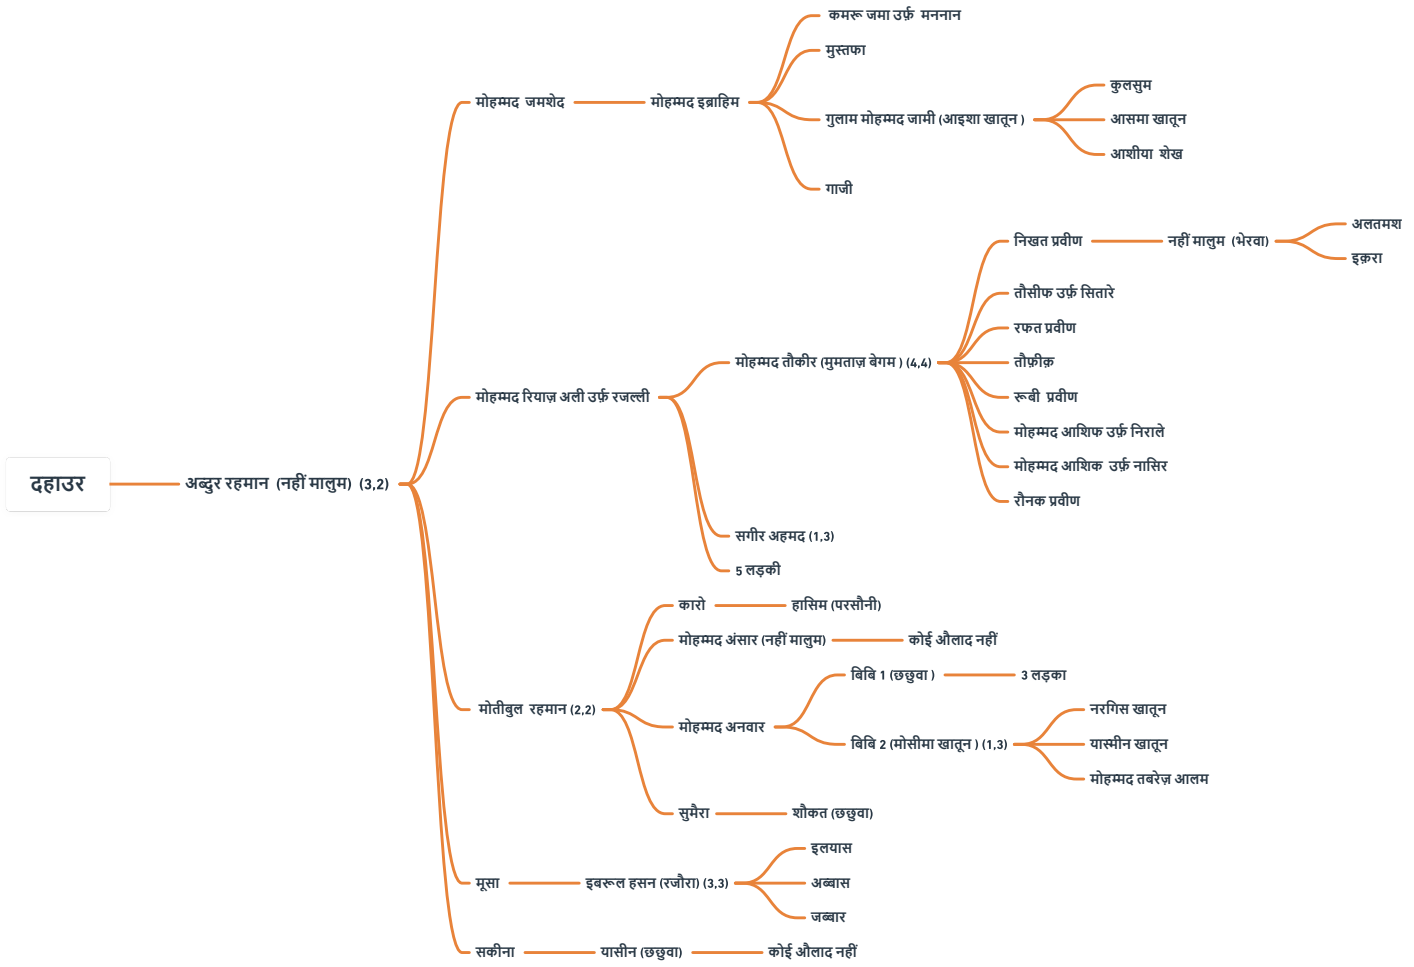 दहाउर
अब्दुर रहमान (नहीं मालुम) (3,2)
मोहम्मद जमशेद
मोहम्मद इब्राहिम
कमरू जमा उर्फ़ मननान
मुस्तफा
गुलाम मोहम्मद जामी (आइशा खातून )
कुलसुम
आसमा खातून
आशीया शेख
गाजी
मोहम्मद रियाज़ अली उर्फ़ रजल्ली
मोहम्मद तौकीर (मुमताज़ बेगम ) (4,4)
निखत प्रवीण
नहीं मालुम (भेरवा)
अलतमश
इक़रा
तौसीफ उर्फ़ सितारे
रफत प्रवीण
तौफ़ीक़
रूबी प्रवीण
मोहम्मद आशिफ उर्फ़ निराले
मोहम्मद आशिक उर्फ़ नासिर
रौनक प्रवीण
सगीर अहमद (1,3)
5 लड़की
मोतीबुल रहमान (2,2)
कारो
हासिम (परसौनी)
मोहम्मद अंसार (नहीं मालुम)
कोई औलाद नहीं
मोहम्मद अनवार
बिबि 1 (छछुवा )
3 लड़का
बिबि 2 (मोसीमा खातून ) (1,3)
नरगिस खातून
यास्मीन खातून
मोहम्मद तबरेज़ आलम
सुमैरा
शौकत (छछुवा)
मूसा
इबरूल हसन (रजौरा) (3,3)
इलयास
अब्बास
जब्बार
सकीना
यासीन (छछुवा)
कोई औलाद नहीं